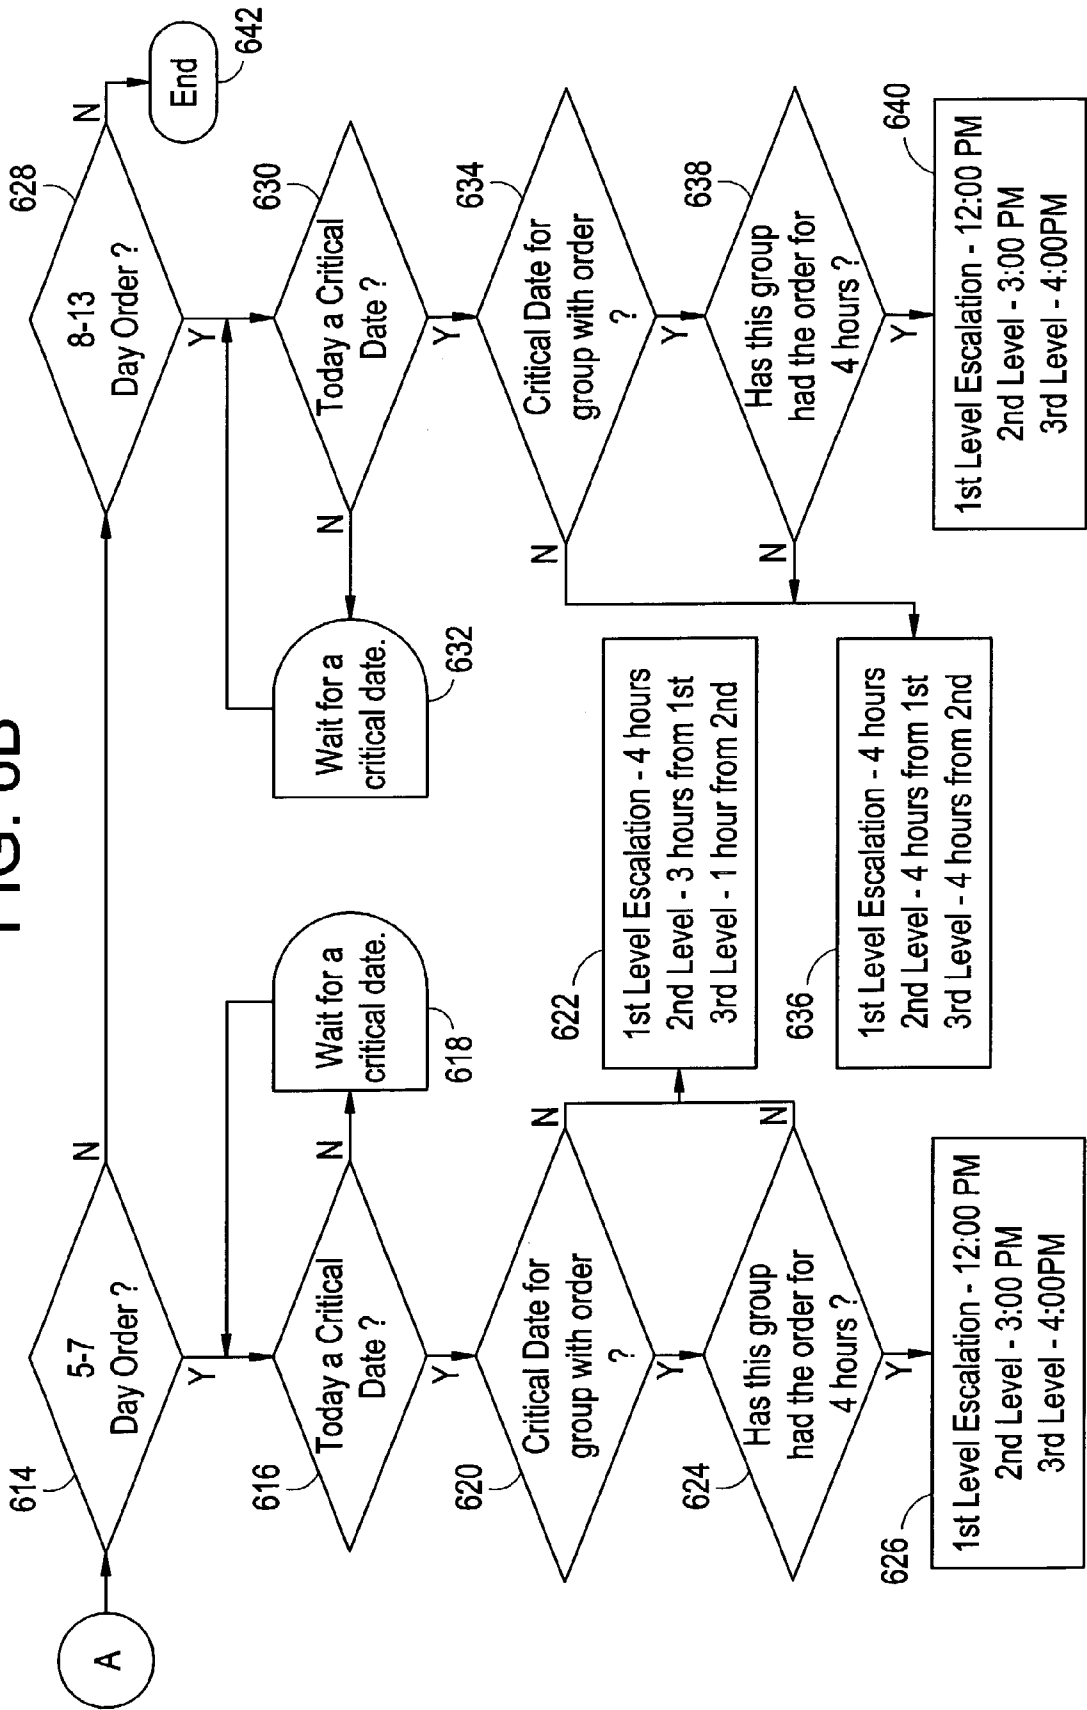 FIG. 6B
A
614
5-7
Day Order ?
N
Y
628
8-13
Day Order ?
N
Y
End
642
616
Today a Critical
Date ?
N
Y
Wait for a
critical date.
618
Wait for a
critical date.
632
630
Today a Critical
Date ?
N
Y
620
Critical Date for
group with order
?
N
Y
622
1st Level Escalation - 4 hours
2nd Level - 3 hours from 1st
3rd Level - 1 hour from 2nd
634
Critical Date for
group with order
?
N
Y
624
Has this group
had the order for
4 hours ?
N
Y
636
1st Level Escalation - 4 hours
2nd Level - 4 hours from 1st
3rd Level - 4 hours from 2nd
638
Has this group
had the order for
4 hours ?
N
Y
626
1st Level Escalation - 12:00 PM
2nd Level - 3:00 PM
3rd Level - 4:00PM
640
1st Level Escalation - 12:00 PM
2nd Level - 3:00 PM
3rd Level - 4:00PM